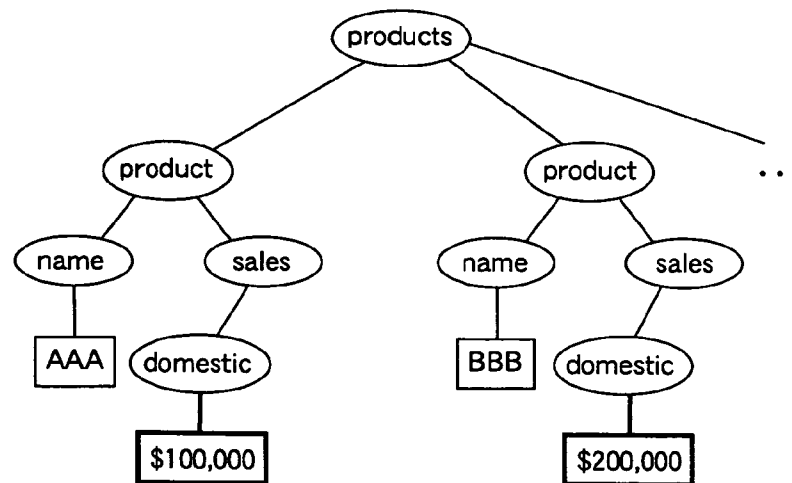 products
product product
. .
name sales name sales
AAA domestic BBB domestic
$100,000 $200,000